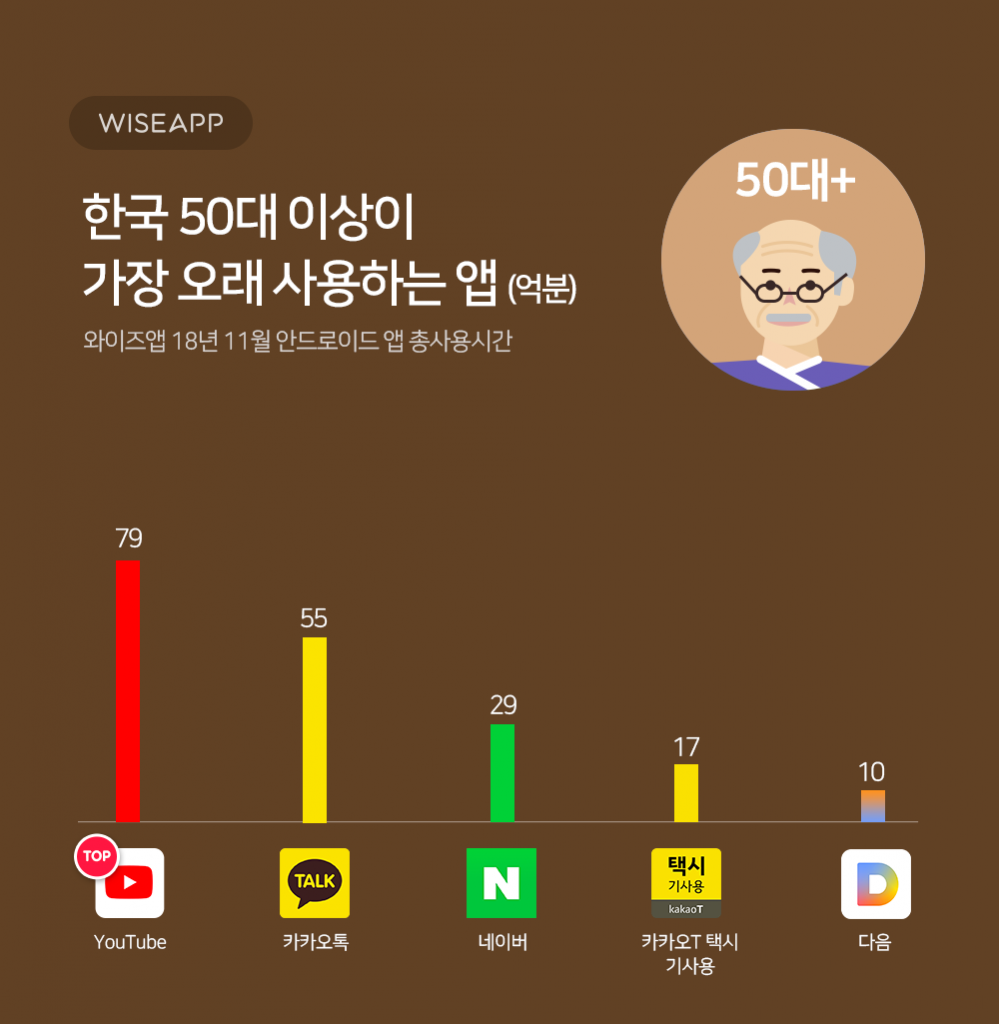 WISEAPP
50대+
한국 50대 이상이
가장 오래 사용하는 앱 (억분)
와이즈앱 18년 11월 안드로이드 앱 총사용시간
79
55
29
17
10
TOP
TALK
N
택시
기사용
kakaoT
D
YouTube
카카오톡
네이버
카카오T 택시
기사용
다음